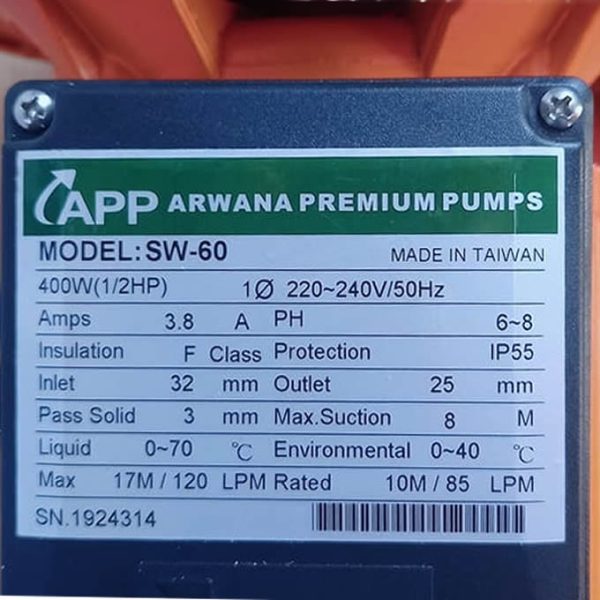 APP ARWANA PREMIUM PUMPS
MODEL: SW-60 MADE IN TAIWAN
400W(1/2HP) 1Ø 220~240V/50Hz
Amps 3.8 A PH 6~8
Insulation F Class Protection IP55
Inlet 32 mm Outlet 25 mm
Pass Solid 3 mm Max.Suction 8 M
Liquid 0~70 ℃ Environmental 0~40 ℃
Max 17M / 120 LPM Rated 10M / 85 LPM
SN.1924314